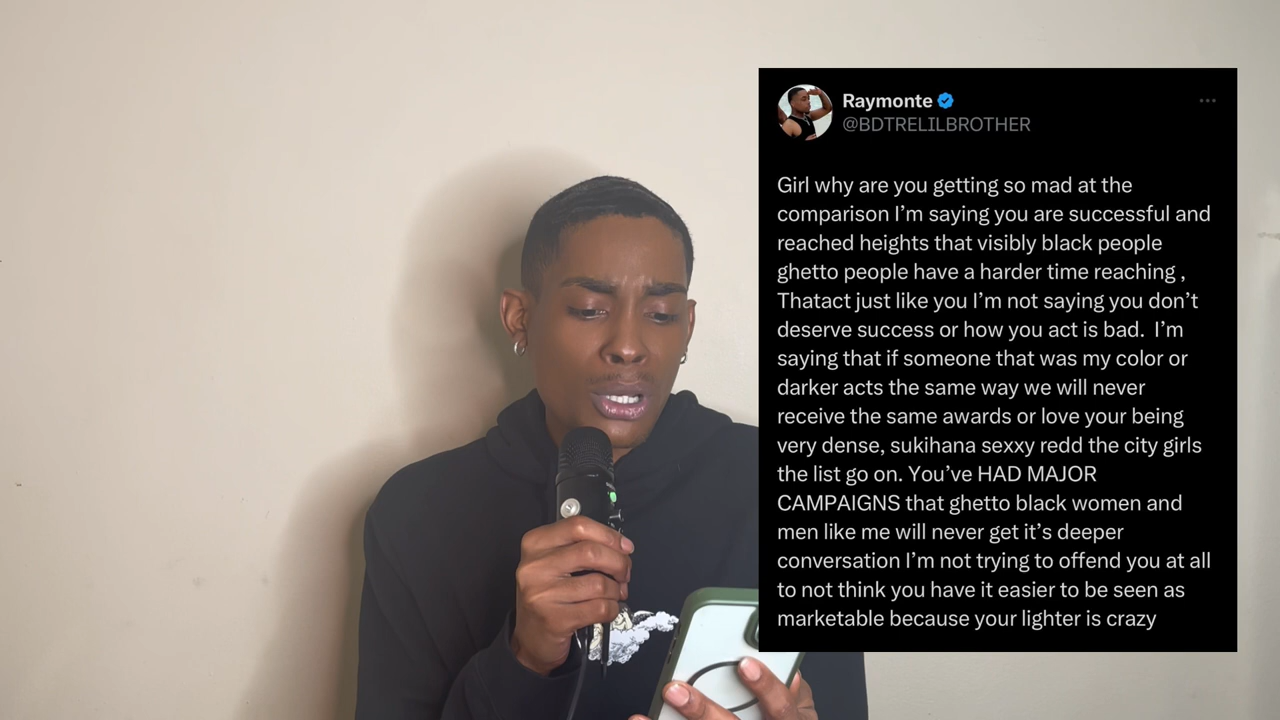 Raymonte
@BDTRELILBROTHER
Girl why are you getting so mad at the
comparison I'm saying you are successful and
reached heights that visibly black people
ghetto people have a harder time reaching ,
Thatact just like you I'm not saying you don't
deserve success or how you act is bad.  I'm
saying that if someone that was my color or
darker acts the same way we will never
receive the same awards or love your being
very dense, sukihana sexxy redd the city girls
the list go on. You've HAD MAJOR
CAMPAIGNS that ghetto black women and
men like me will never get it's deeper
conversation I'm not trying to offend you at all
to not think you have it easier to be seen as
marketable because your lighter is crazy